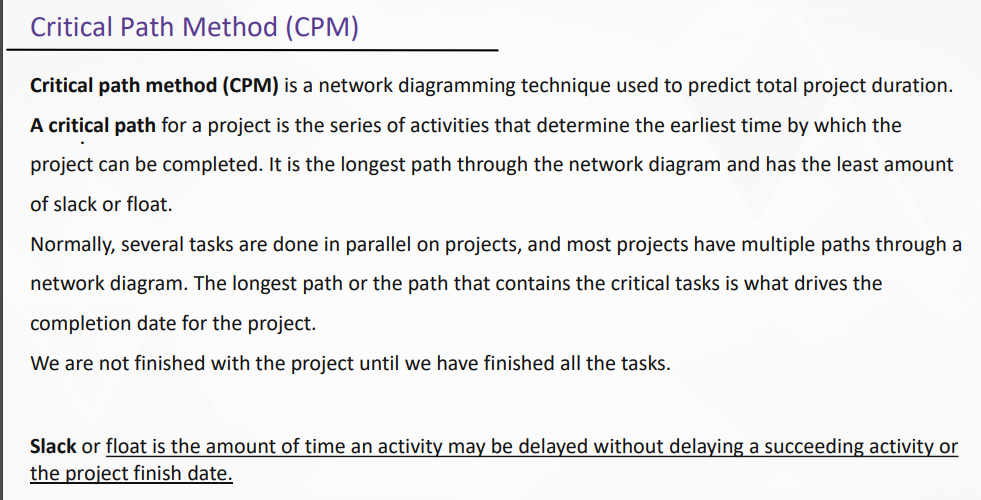 Critical Path Method (CPM)
Critical path method (CPM) is a network diagramming technique used to predict total project duration.
A critical path for a project is the series of activities that determine the earliest time by which the
project can be completed. It is the longest path through the network diagram and has the least amount
of slack or float.
Normally, several tasks are done in parallel on projects, and most projects have multiple paths through a
network diagram. The longest path or the path that contains the critical tasks is what drives the
completion date for the project.
We are not finished with the project until we have finished all the tasks.
Slack or float is the amount of time an activity may be delayed without delaying a succeeding activity or
the project finish date.